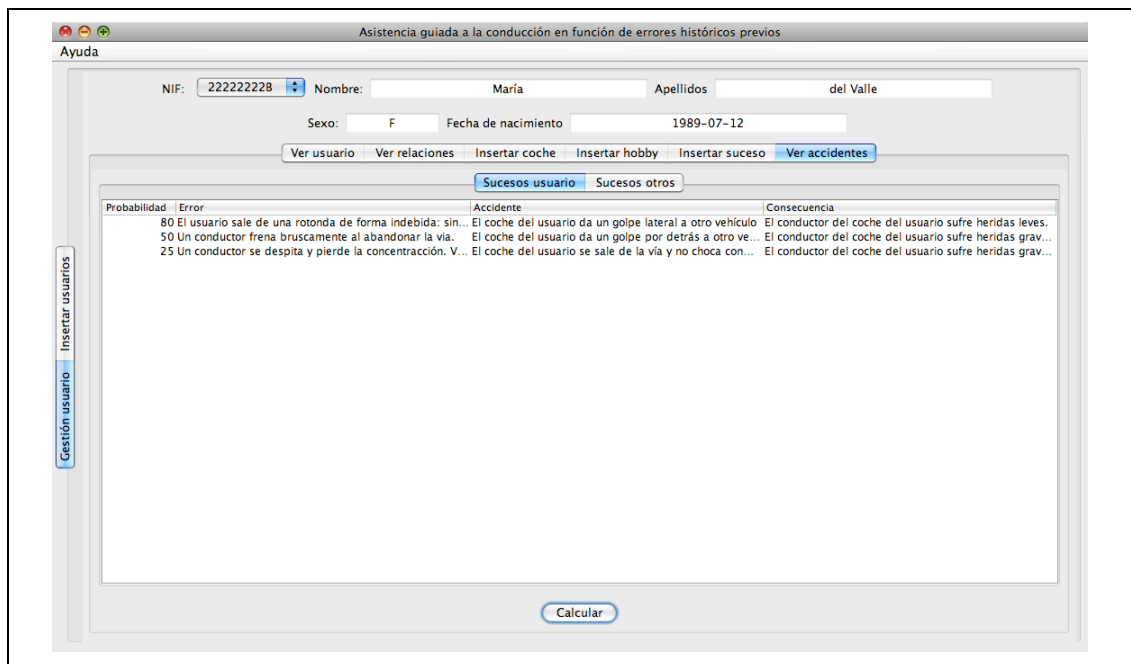 Asistencia guiada a la conducción en función de errores históricos previos
Ayuda
NIF: 22222222B Nombre: María Apellidos del Valle
Sexo: F Fecha de nacimiento 1989-07-12
Ver usuario Ver relaciones Insertar coche Insertar hobby Insertar suceso Ver accidentes
Sucesos usuario Sucesos otros
Probabilidad Error Accidente Consecuencia
80 El usuario sale de una rotonda de forma indebida: sin... El coche del usuario da un golpe lateral a otro vehículo El conductor del coche del usuario sufre heridas leves.
50 Un conductor frena bruscamente al abandonar la via. El coche del usuario da un golpe por detrás a otro ve... El conductor del coche del usuario sufre heridas grav...
25 Un conductor se despita y pierde la concentracción. V... El coche del usuario se sale de la vía y no choca con... El conductor del coche del usuario sufre heridas grav...
Insertar usuarios
Gestión usuario
Calcular